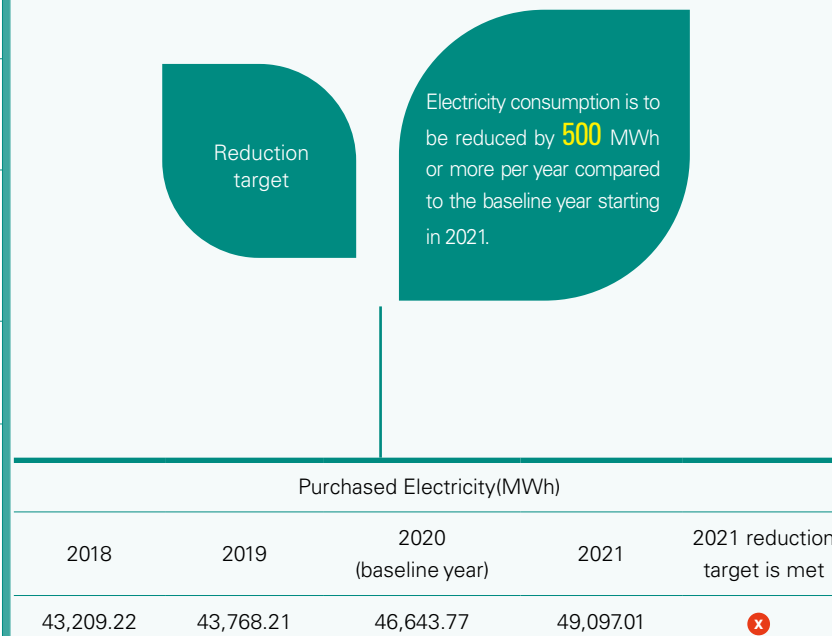 Reduction
target
Electricity consumption is to
be reduced by 500 MWh
or more per year compared
to the baseline year starting
in 2021.
Purchased Electricity(MWh)
2018
2019
2020
(baseline year)
2021
2021 reduction
target is met
43,209.22
43,768.21
46,643.77
49,097.01
x